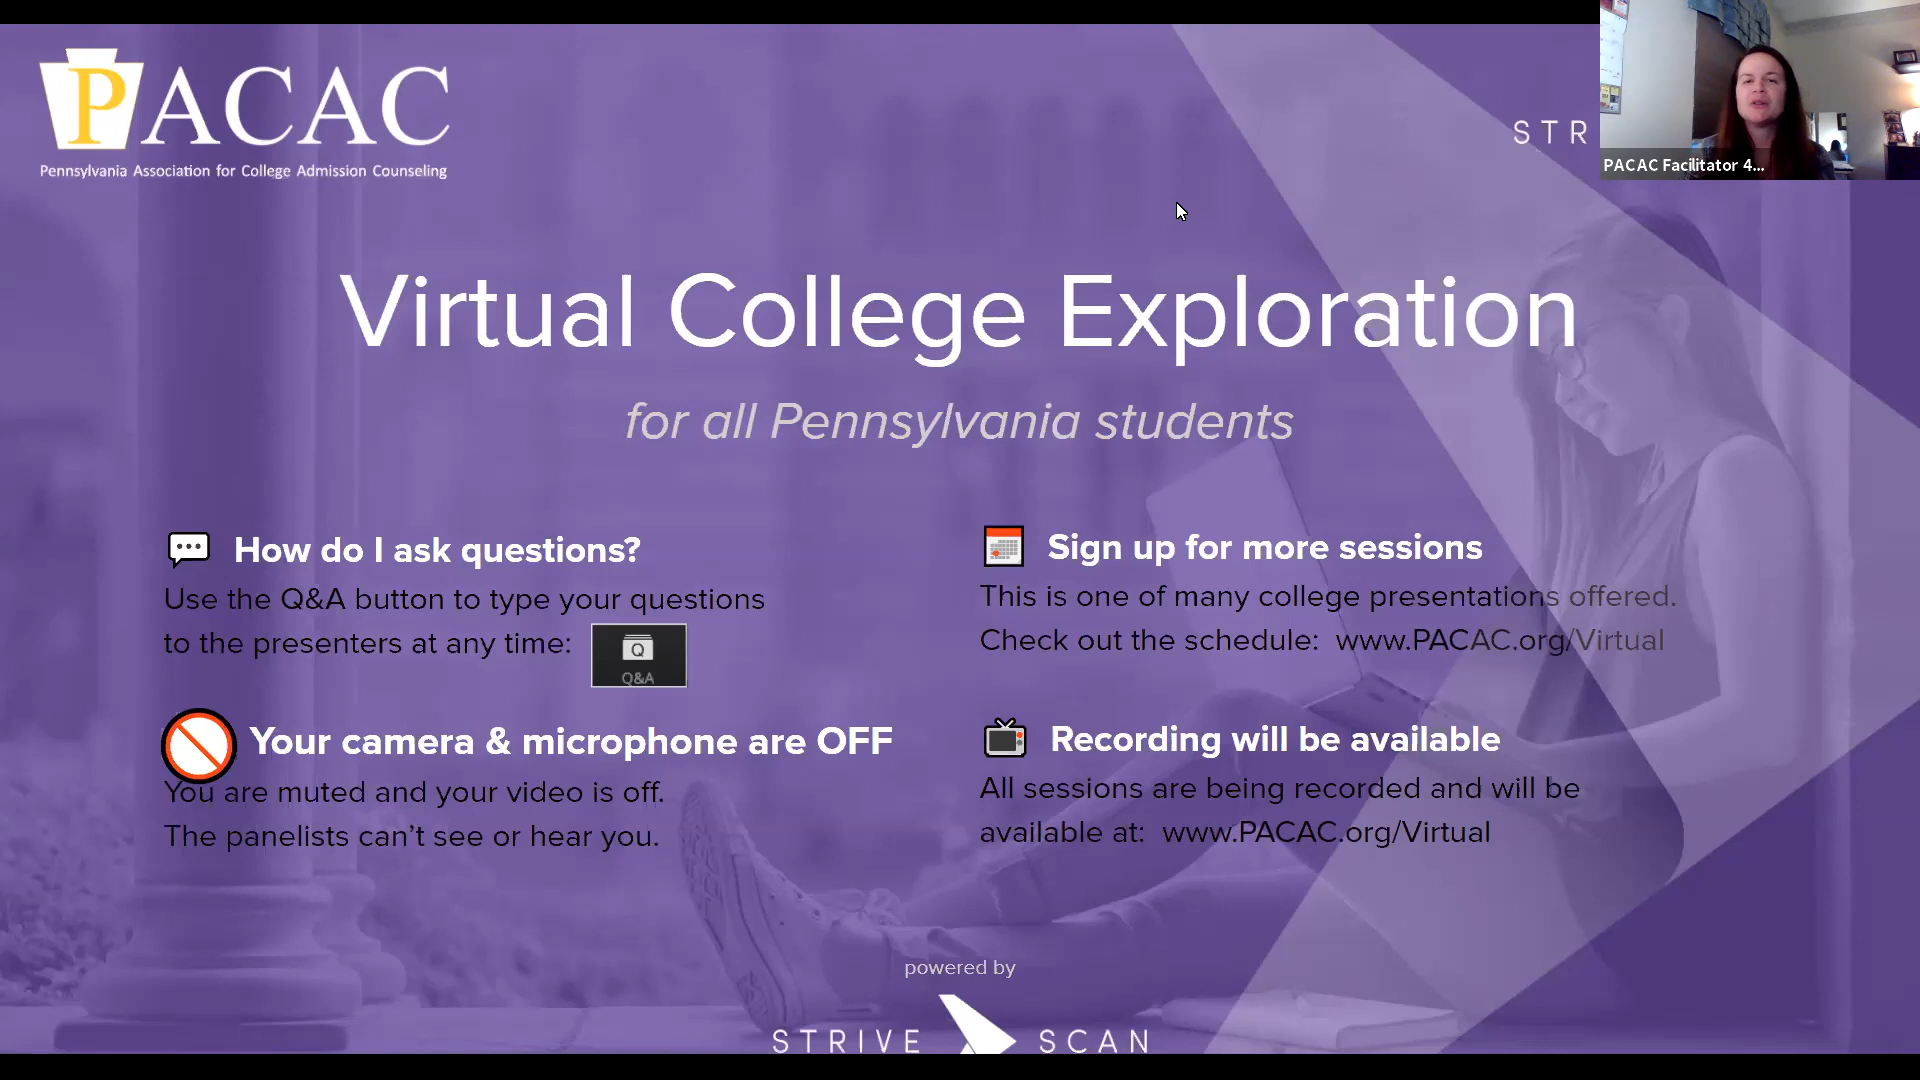 PACAC
Pennsylvania Association for College Admission Counseling
STR
PACAC Facilitator 4...
Virtual College Exploration
for all Pennsylvania students
How do I ask questions?
Use the Q&A button to type your questions
to the presenters at any time:
Q
Q&A
Sign up for more sessions
This is one of many college presentations offered.
Check out the schedule: www.PACAC.org/Virtual
Your camera & microphone are OFF
You are muted and your video is off.
The panelists can’t see or hear you.
Recording will be available
All sessions are being recorded and will be
available at: www.PACAC.org/Virtual
powered by
STRIVE SCAN